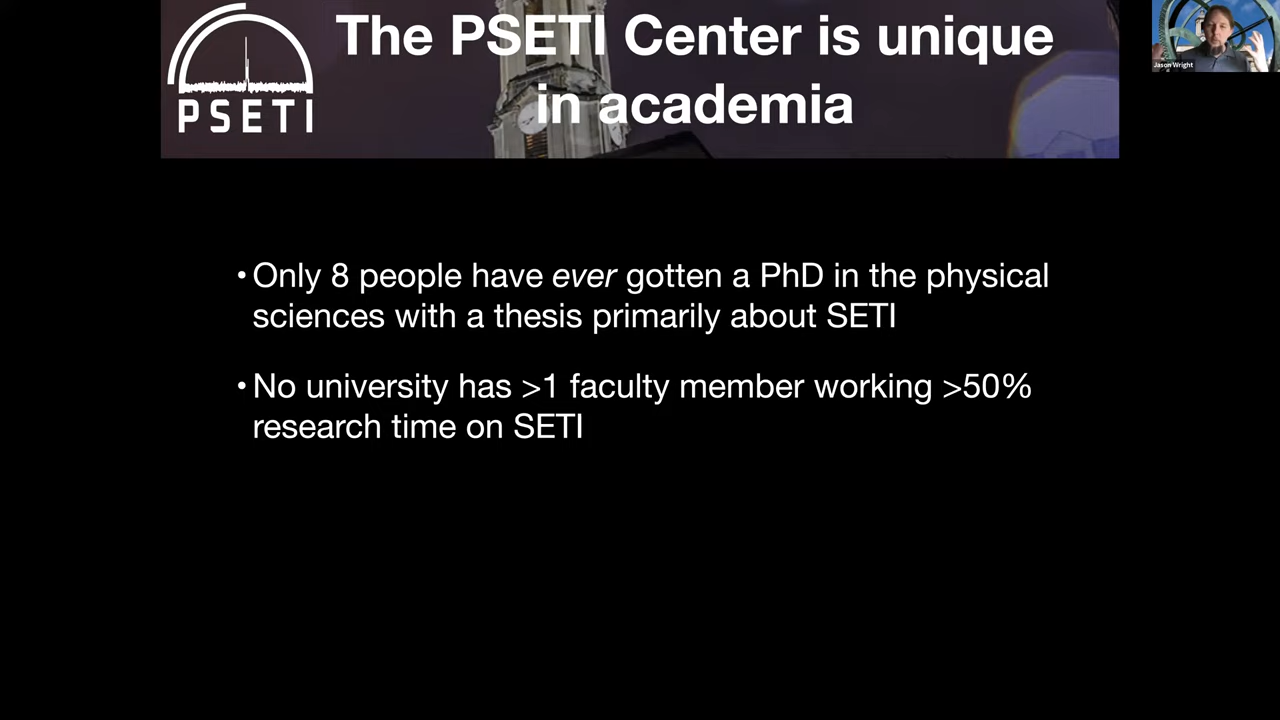 The PSETI Center is unique
in academia
PSETI
Jason Wright
• Only 8 people have ever gotten a PhD in the physical
sciences with a thesis primarily about SETI
• No university has >1 faculty member working >50%
research time on SETI